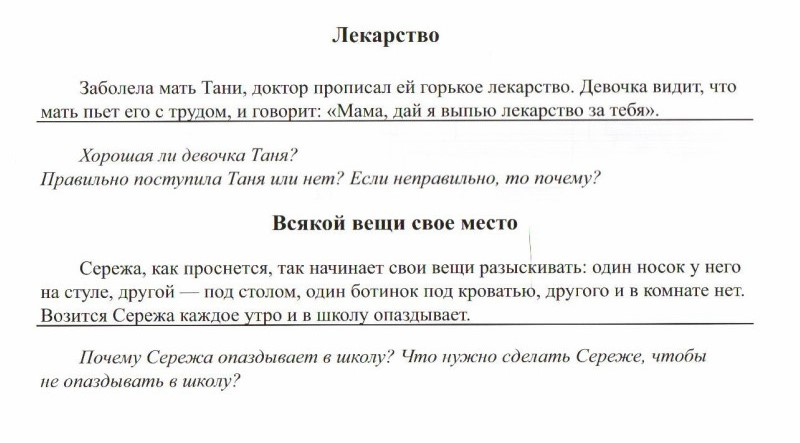 Лекарство
Заболела мать Тани, доктор прописал ей горькое лекарство. Девочка видит, что
мать пьет его с трудом, и говорит: «Мама, дай я выпью лекарство за тебя».
Хорошая ли девочка Таня?
Правильно поступила Таня или нет? Если неправильно, то почему?
Всякой вещи свое место
Сережа, как проснется, так начинает свои вещи разыскивать: один носок у него
на стуле, другой — под столом, один ботинок под кроватью, другого и в комнате нет.
Возится Сережа каждое утро и в школу опаздывает.
Почему Сережа опаздывает в школу? Что нужно сделать Сереже, чтобы
не опаздывать в школу?